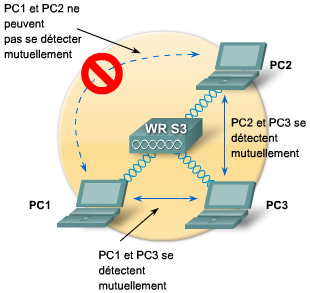 PC1 et PC2 ne
peuvent
pas se détecter
mutuellement
PC2
WR S3
PC2 et PC3 se
détectent
mutuellement
PC1
PC3
PC1 et PC3 se
détectent
mutuellement